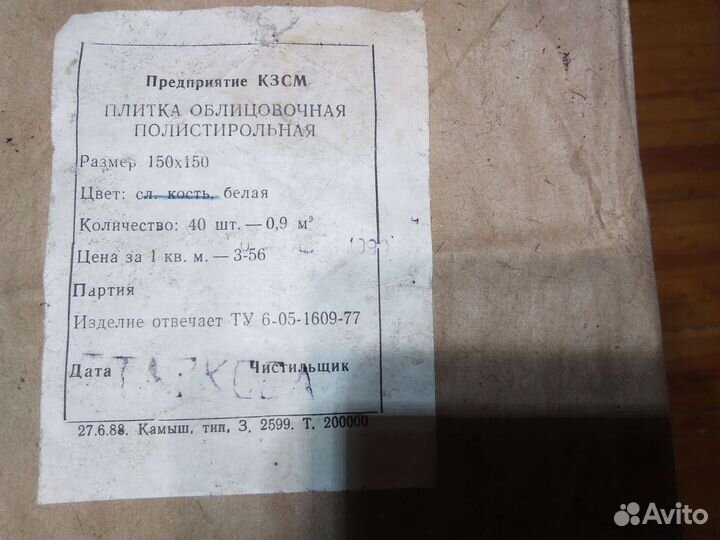 Предприятие КЗСМ
ПЛИТКА ОБЛИЦОВОЧНАЯ
ПОЛИСТИРОЛЬНАЯ
Размер 150х150
Цвет: сл. кость, белая
Количество: 40 шт. — 0,9 м²
Цена за 1 кв. м. — 3-56
Партия
Изделие отвечает ТУ 6-05-1609-77
Дата Чистильщик
27.6.88. Камыш. тип. З. 2599. Т. 200000
Avito